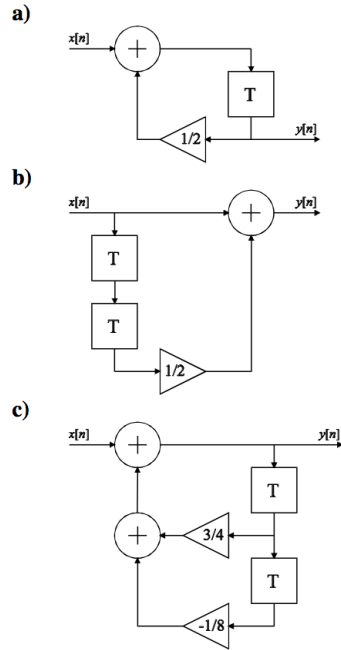 a)
x[n]
+
T
1/2
y[n]
b)
x[n]
+
y[n]
T
T
1/2
c)
x[n]
+
y[n]
T
+
3/4
T
-1/8